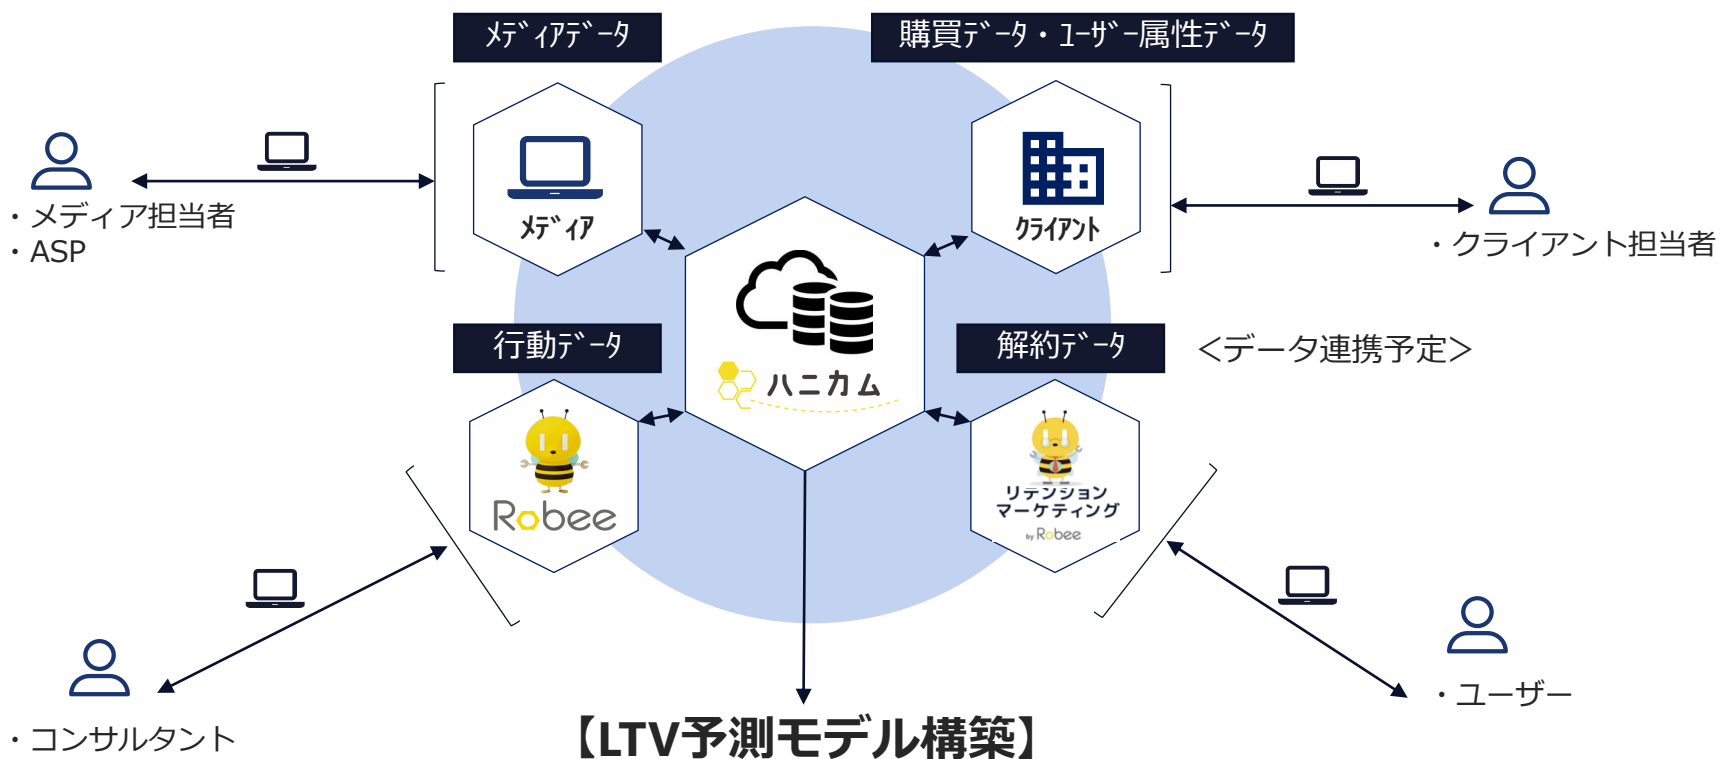 ﾒﾃﾞｨｱﾃﾞｰﾀ
購買ﾃﾞｰﾀ・ﾕｰｻﾞｰ属性ﾃﾞｰﾀ
ﾒﾃﾞｨｱ
ｸﾗｲｱﾝﾄ
・メディア担当者
・ASP
・クライアント担当者
行動ﾃﾞｰﾀ
解約ﾃﾞｰﾀ
＜データ連携予定＞
ハニカム
Robee
リテンション
マーケティング
by Robee
・コンサルタント
・ユーザー
【LTV予測モデル構築】